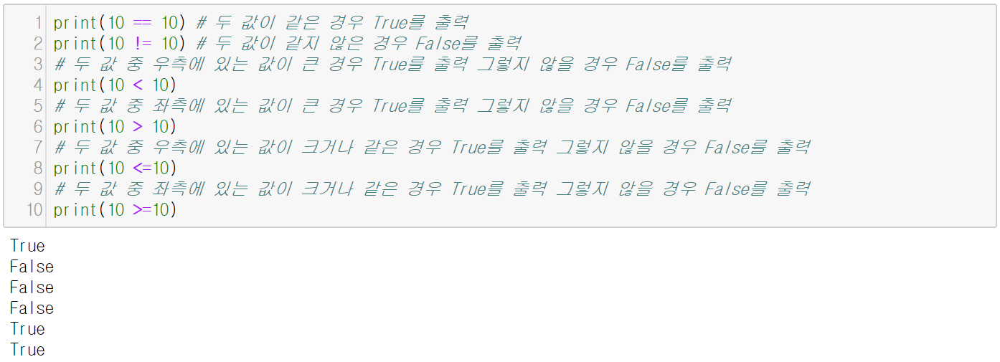 1 print(10 == 10) # 두 값이 같은 경우 True를 출력
2 print(10 != 10) # 두 값이 같지 않은 경우 False를 출력
3 # 두 값 중 우측에 있는 값이 큰 경우 True를 출력 그렇지 않을 경우 False를 출력
4 print(10 < 10)
5 # 두 값 중 좌측에 있는 값이 큰 경우 True를 출력 그렇지 않을 경우 False를 출력
6 print(10 > 10)
7 # 두 값 중 우측에 있는 값이 크거나 같은 경우 True를 출력 그렇지 않을 경우 False를 출력
8 print(10 <=10)
9 # 두 값 중 좌측에 있는 값이 크거나 같은 경우 True를 출력 그렇지 않을 경우 False를 출력
10 print(10 >=10)
True
False
False
False
True
True